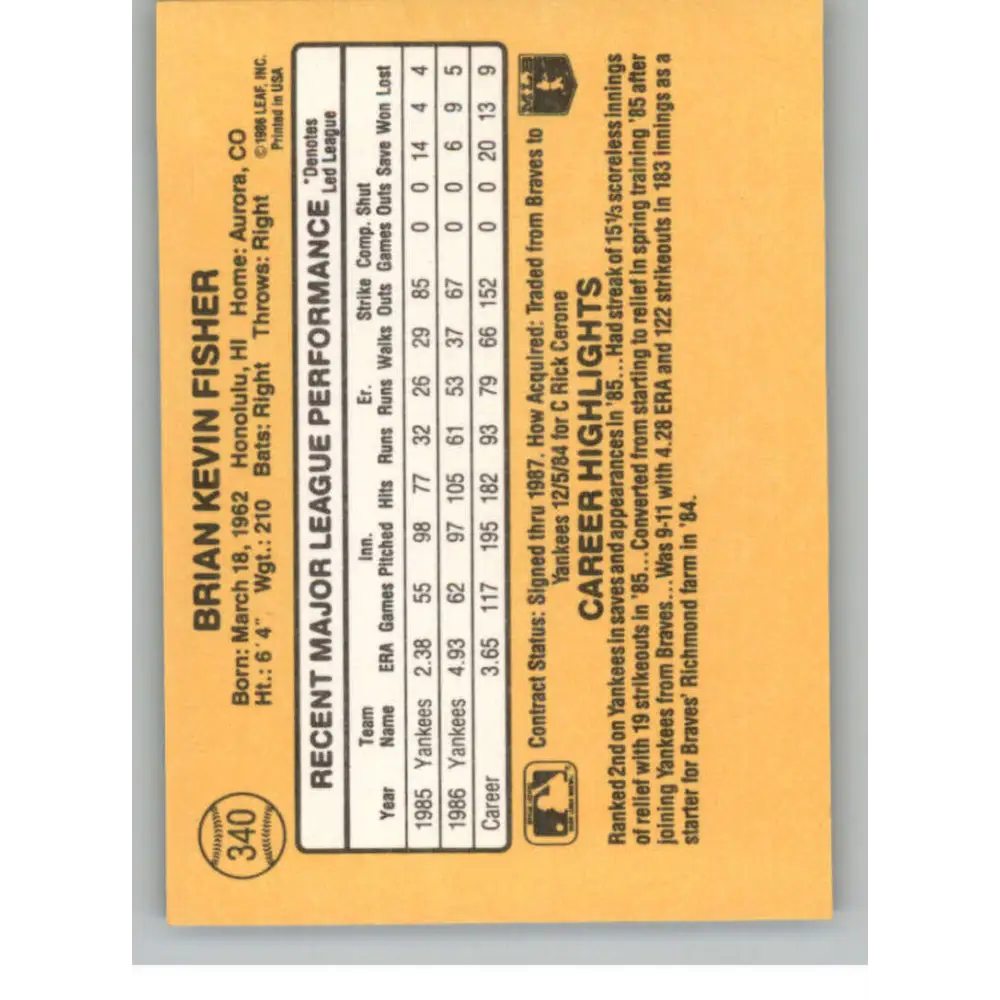 340
BRIAN KEVIN FISHER
Born: March 18, 1962 Honolulu, HI Home: Aurora, CO
Ht.: 6'4" Wgt.: 210 Bats: Right Throws: Right
© 1986 LEAF, INC.
Printed in USA
RECENT MAJOR LEAGUE PERFORMANCE *Denotes Led League
Year Team Name ERA Games Inn. Pitched Hits Runs Er. Runs Walks Strike Outs Comp. Games Shut Outs Save Won Lost
1985 Yankees 2.38 55 98 77 32 26 29 85 0 0 14 4 4
1986 Yankees 4.93 62 97 105 61 53 37 67 0 0 6 9 5
Career 3.65 117 195 182 93 79 66 152 0 0 20 13 9
Contract Status: Signed thru 1987. How Acquired: Traded from Braves to
Yankees 12/5/84 for C Rick Cerone
MLB
CAREER HIGHLIGHTS
Ranked 2nd on Yankees in saves and appearances in '85...Had streak of 15 1/3 scoreless innings
of relief with 19 strikeouts in '85...Converted from starting to relief in spring training '85 after
joining Yankees from Braves...Was 9-11 with 4.28 ERA and 122 strikeouts in 183 innings as a
starter for Braves' Richmond farm in '84.